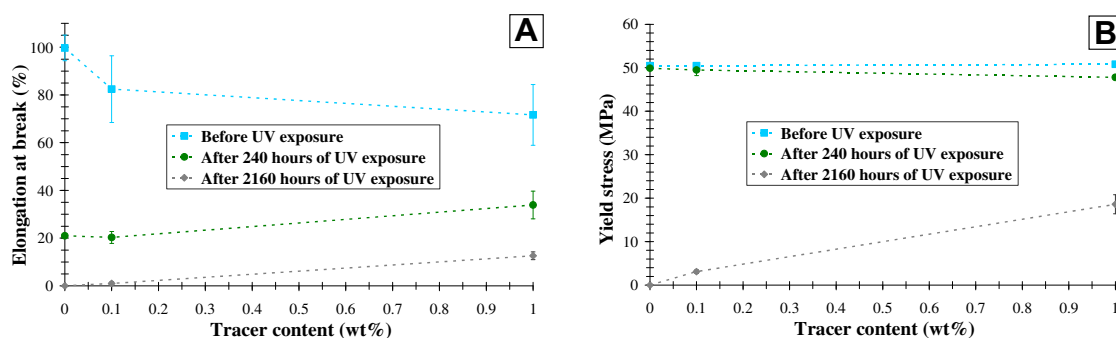 A
Elongation at break (%)
100
80
60
40
20
0
Before UV exposure
After 240 hours of UV exposure
After 2160 hours of UV exposure
0 0.1 0.2 0.3 0.4 0.5 0.6 0.7 0.8 0.9 1
Tracer content (wt%)
B
Yield stress (MPa)
60
50
40
30
20
10
0
Before UV exposure
After 240 hours of UV exposure
After 2160 hours of UV exposure
0 0.1 0.2 0.3 0.4 0.5 0.6 0.7 0.8 0.9 1
Tracer content (wt%)